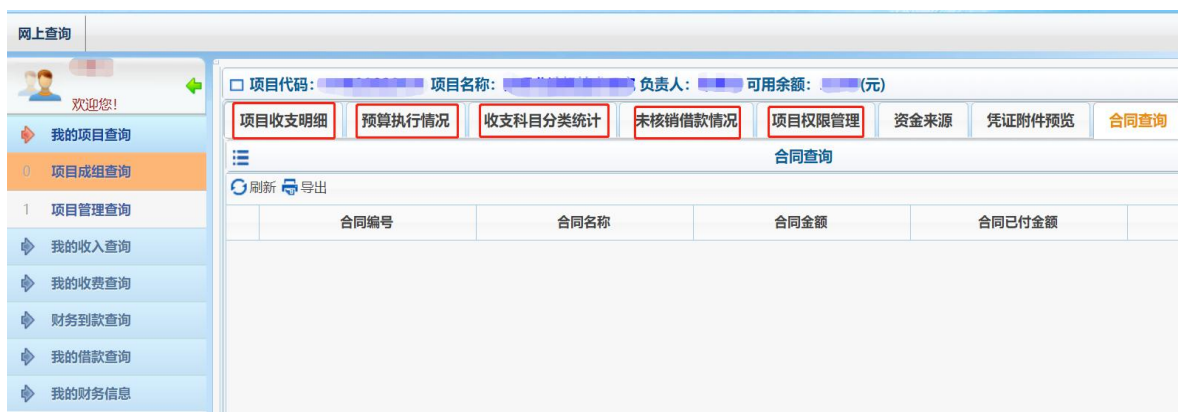 网上查询
欢迎您!
我的项目查询
0 项目成组查询
1 项目管理查询
我的收入查询
我的收费查询
财务到款查询
我的借款查询
我的财务信息
项目代码: 项目名称: 负责人: 可用余额: (元)
项目收支明细 预算执行情况 收支科目分类统计 未核销借款情况 项目权限管理 资金来源 凭证附件预览 合同查询
合同查询
刷新 导出
合同编号 合同名称 合同金额 合同已付金额